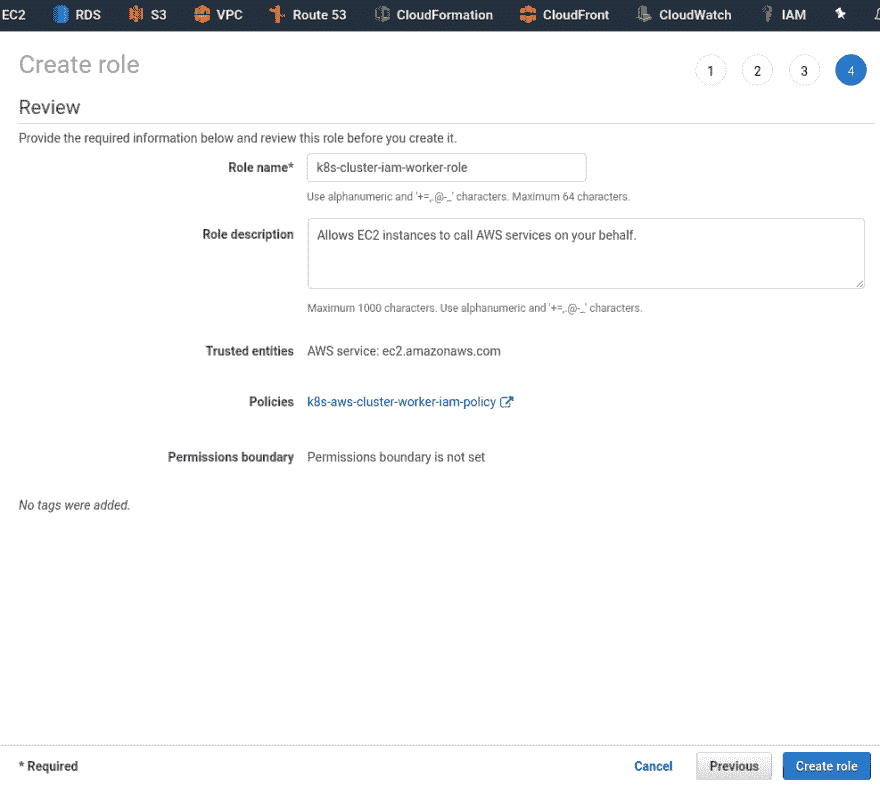 EC2 RDS S3 VPC Route 53 CloudFormation CloudFront CloudWatch IAM
Create role
1 2 3 4
Review
Provide the required information below and review this role before you create it.
Role name* k8s-cluster-iam-worker-role
Use alphanumeric and '+=,.@-_' characters. Maximum 64 characters.
Role description Allows EC2 instances to call AWS services on your behalf.
Maximum 1000 characters. Use alphanumeric and '+=,.@-_' characters.
Trusted entities AWS service: ec2.amazonaws.com
Policies k8s-aws-cluster-worker-iam-policy
Permissions boundary Permissions boundary is not set
No tags were added.
* Required Cancel Previous Create role